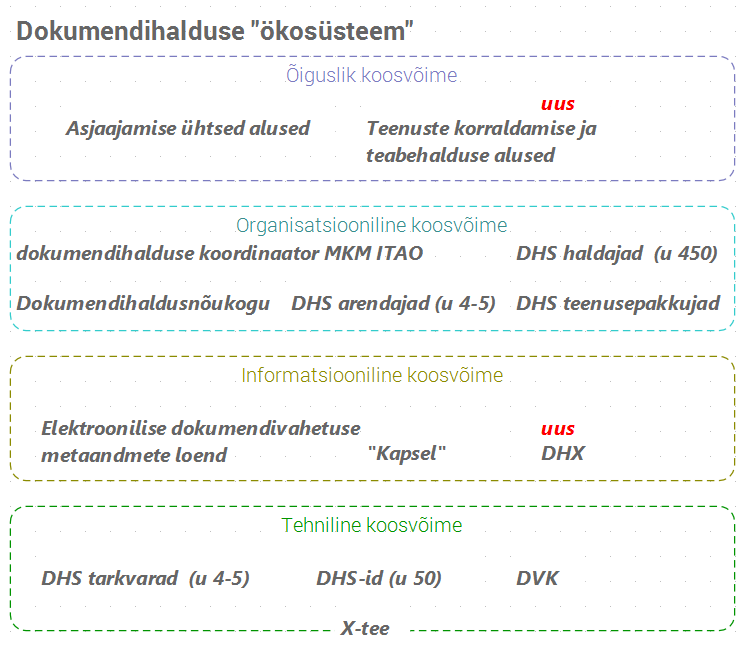 Dokumendihalduse "ökosüsteem"
Õiguslik koosvõime
uus
Asjaajamise ühtsed alused
Teenuste korraldamise ja
teabehalduse alused
Organisatsiooniline koosvõime
dokumendihalduse koordinaator MKM ITAO
DHS haldajad (u 450)
Dokumendihaldusnõukogu
DHS arendajad (u 4-5)
DHS teenusepakkujad
Informatsiooniline koosvõime
Elektroonilise dokumendivahetuse
metaandmete loend
"Kapsel"
uus
DHX
Tehniline koosvõime
DHS tarkvarad (u 4-5)
DHS-id (u 50)
DVK
X-tee